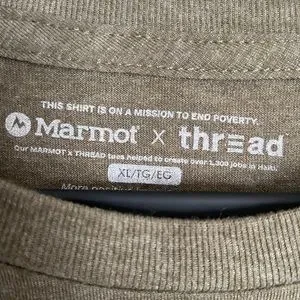 THIS SHIRT IS ON A MISSION TO END POVERTY.
Marmot X thread
Our MARMOT x THREAD tees helped to create over 1,300 jobs in Haiti.
XL/TG/EG
More